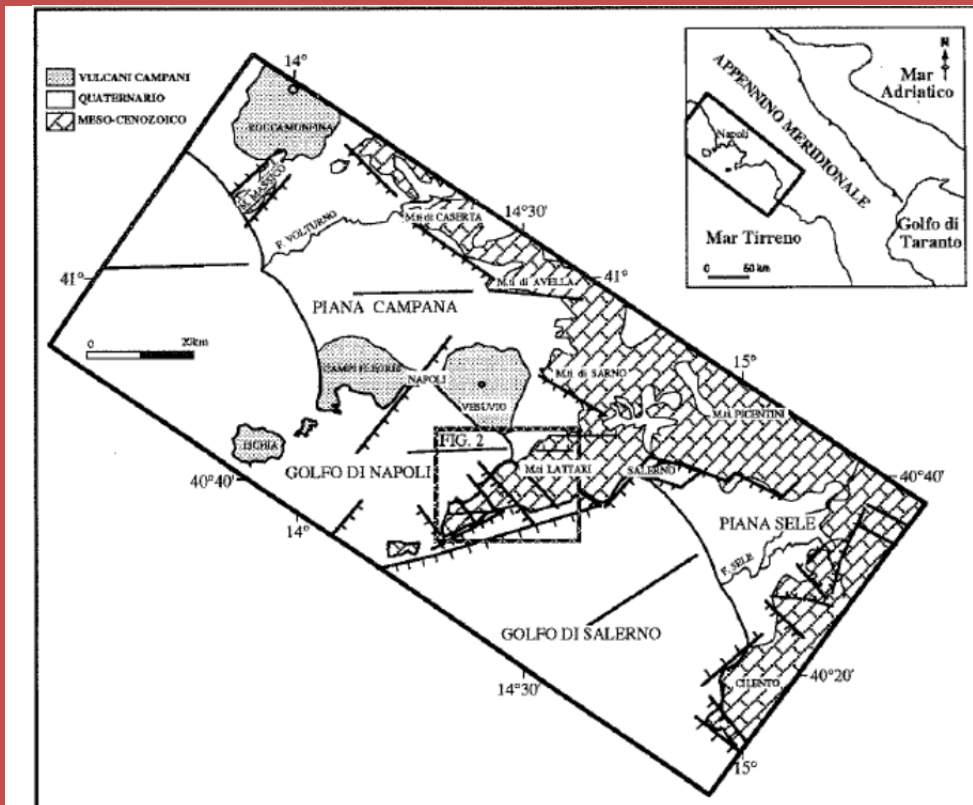 VULCANI CAMPANI
QUATERNARIO
MESO-CENOZOICO
14°
ROCCAMONFINA
M. MASSICO
F. VOLTURNO
M.ti di CASERTA
14°30'
41°
M.ti di AVELLA
41°
PIANA CAMPANA
0 20km
CAMPI FLEGREI
NAPOLI
VESUVIO
M.ti di SARNO
15°
M.ti PICENTINI
ISCHIA
FIG. 2
GOLFO DI NAPOLI
M.ti LATTARI
SALERNO
40°40'
40°40'
14°
PIANA SELE
F. SELE
GOLFO DI SALERNO
14°30'
40°20'
CILENTO
15°
N
Mar
Adriatico
APPENNINO MERIDIONALE
Napoli
Golfo di
Taranto
Mar Tirreno
0 50 km